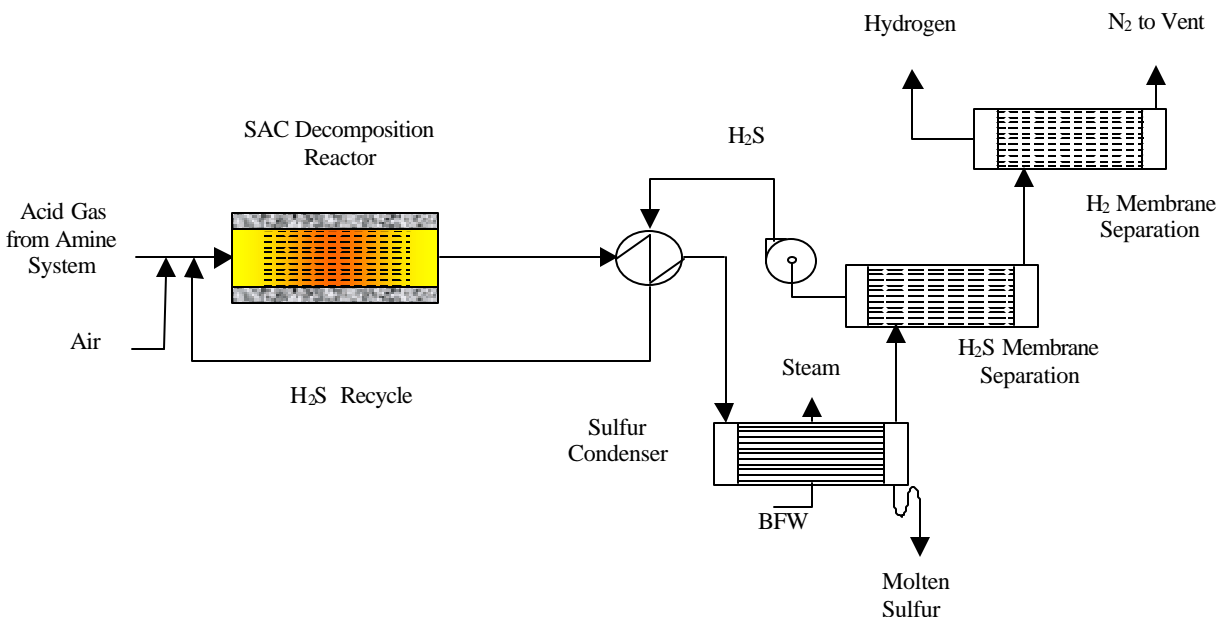 Hydrogen
N₂ to Vent
SAC Decomposition
Reactor
H₂S
Acid Gas
from Amine
System
H₂ Membrane
Separation
Air
H₂S Membrane
Separation
Steam
H₂S Recycle
Sulfur
Condenser
BFW
Molten
Sulfur